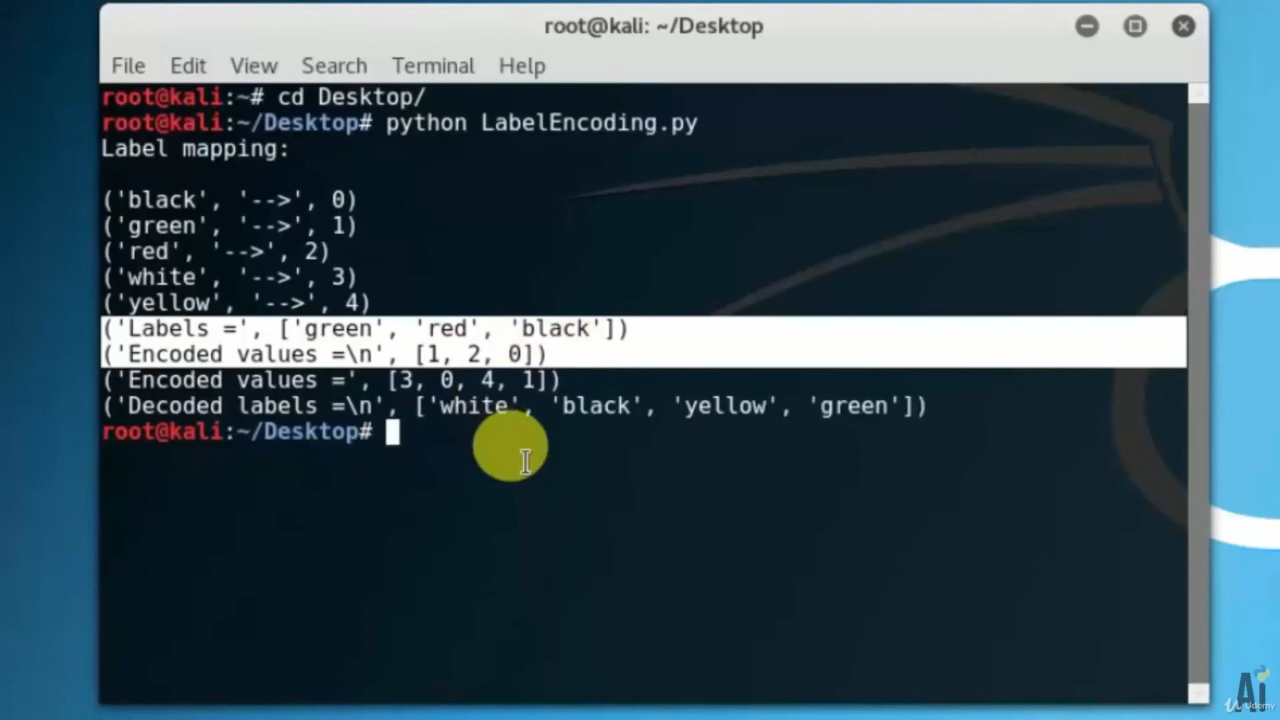 root@kali: ~/Desktop
File Edit View Search Terminal Help
root@kali:~# cd Desktop/
root@kali:~/Desktop# python LabelEncoding.py
Label mapping:
('black', '-->', 0)
('green', '-->', 1)
('red', '-->', 2)
('white', '-->', 3)
('yellow', '-->', 4)
('Labels =', ['green', 'red', 'black'])
('Encoded values =\n', [1, 2, 0])
('Encoded values =', [3, 0, 4, 1])
('Decoded labels =\n', ['white', 'black', 'yellow', 'green'])
root@kali:~/Desktop#
Ai
Udemy